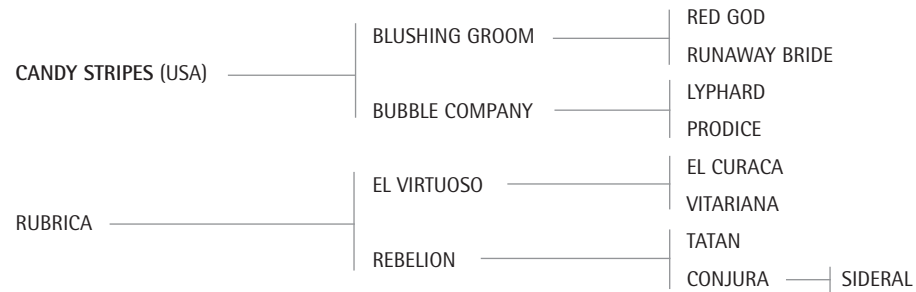 RED GOD
BLUSHING GROOM
RUNAWAY BRIDE
CANDY STRIPES (USA)
LYPHARD
BUBBLE COMPANY
PRODICE
EL CURACA
EL VIRTUOSO
VITARIANA
RUBRICA
TATAN
REBELION
CONJURA
SIDERAL